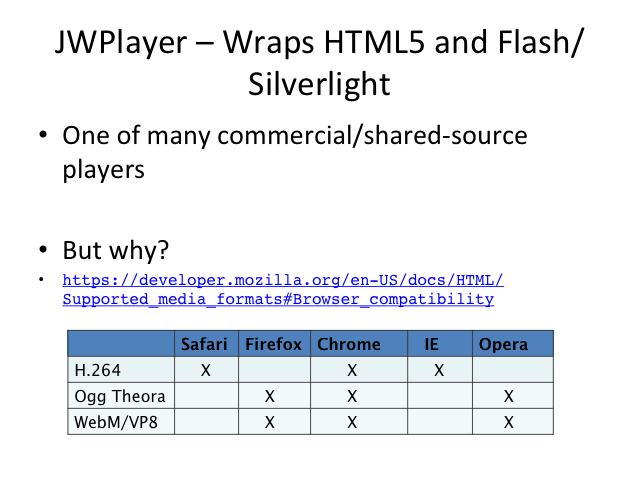 JWPlayer – Wraps HTML5 and Flash/
Silverlight
• One of many commercial/shared-source
players
• But why?
• https://developer.mozilla.org/en-US/docs/HTML/
Supported_media_formats#Browser_compatibility
Safari Firefox Chrome IE Opera
H.264 X X X
Ogg Theora X X X
WebM/VP8 X X X